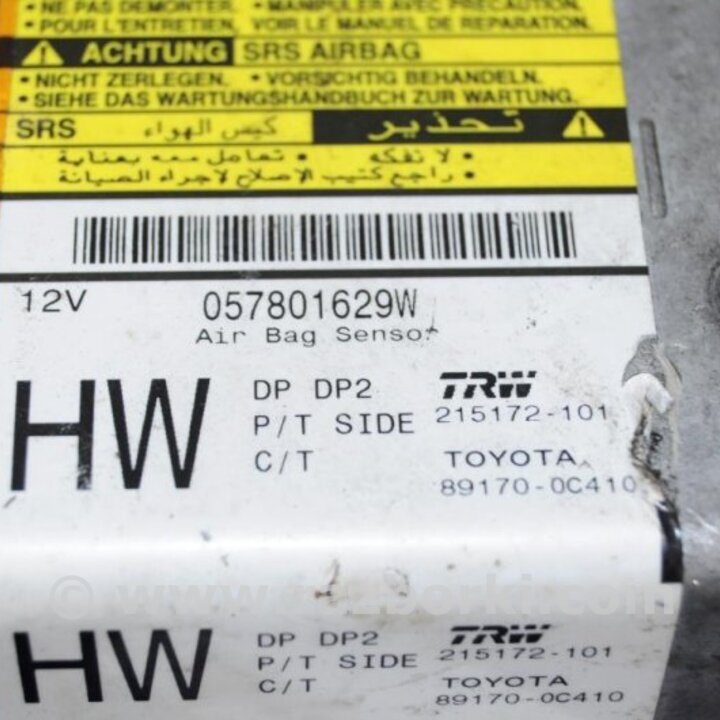 • NE PAS DEMONTER. • MANIPULER AVEC PRECAUTION.
• POUR L'ENTRETIEN, VOIR LE MANUEL DE REPARATION.
ACHTUNG SRS AIRBAG
• NICHT ZERLEGEN. • VORSICHTIG BEHANDELN.
• SIEHE DAS WARTUNGSHANDBUCH ZUR WARTUNG.
SRS كيس الهواء تحذير
• لا تفكه • تعامل معه بعناية
• راجع كتيب الاصلاح لاجراء الصيانة
12V 057801629W
Air Bag Sensor
HW DP DP2 TRW
P/T SIDE 215172-101
C/T TOYOTA
89170-0C410
HW DP DP2 TRW
P/T SIDE 215172-101
C/T TOYOTA
89170-0C410